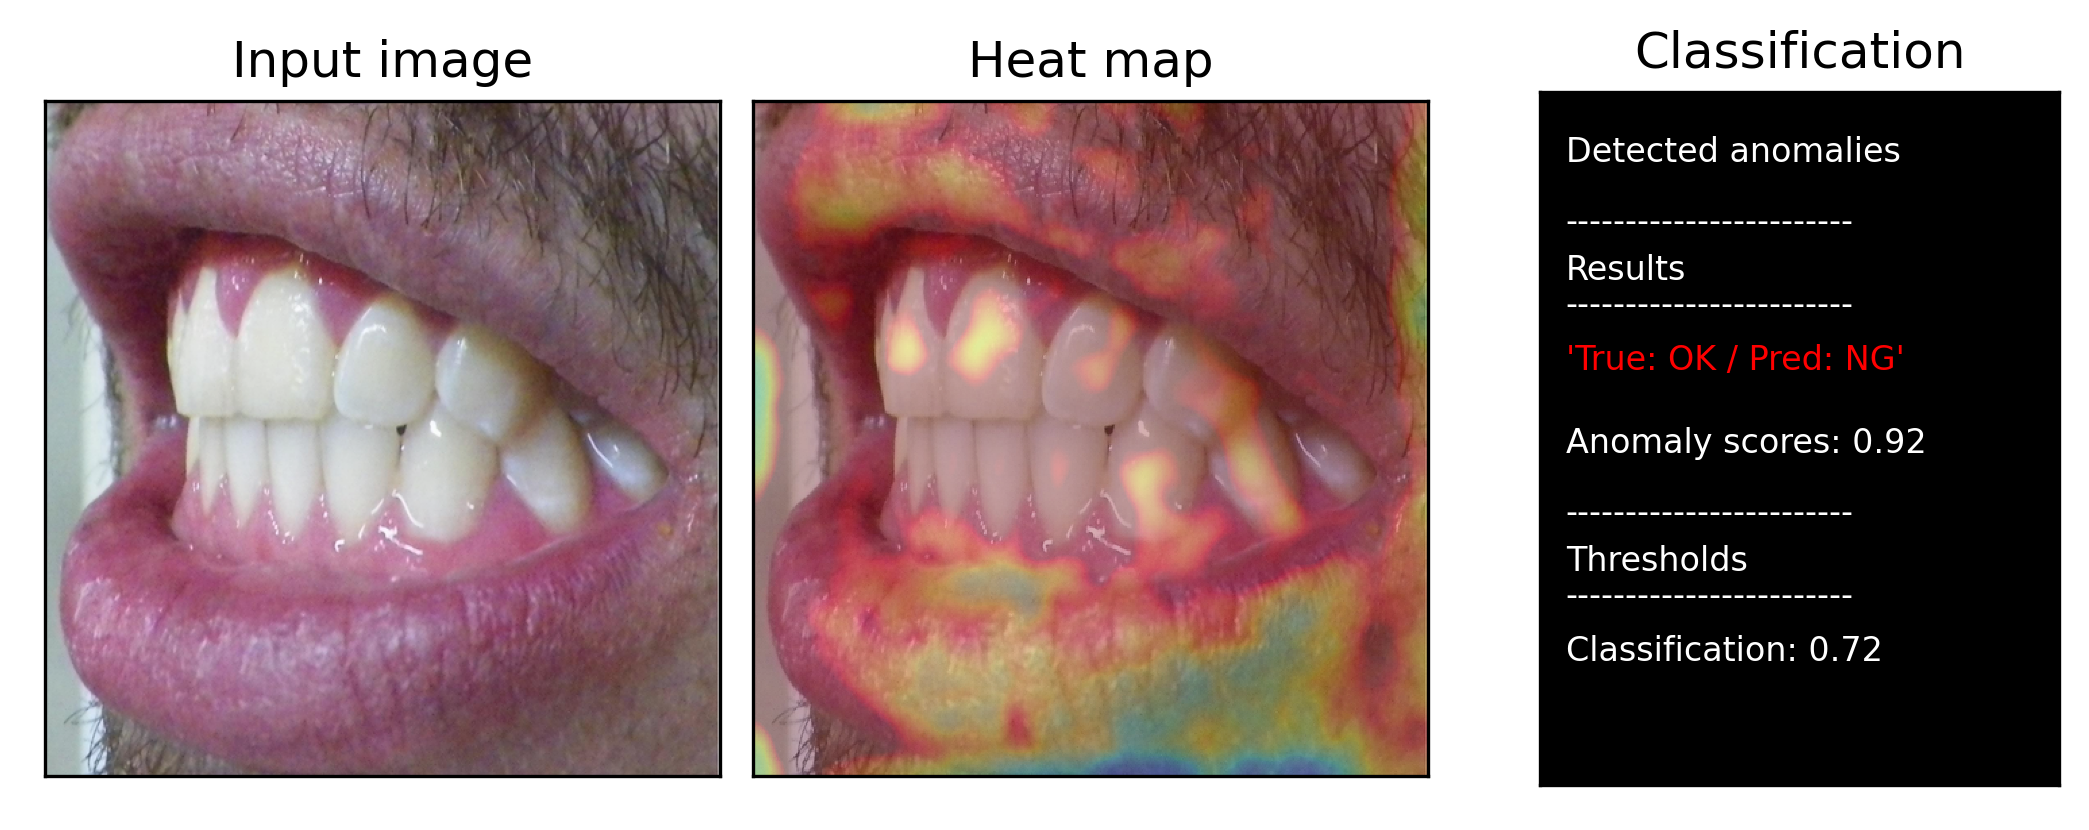 Input image
Heat map
Classification
Detected anomalies
------------------------
Results
------------------------
'True: OK / Pred: NG'
Anomaly scores: 0.92
------------------------
Thresholds
------------------------
Classification: 0.72